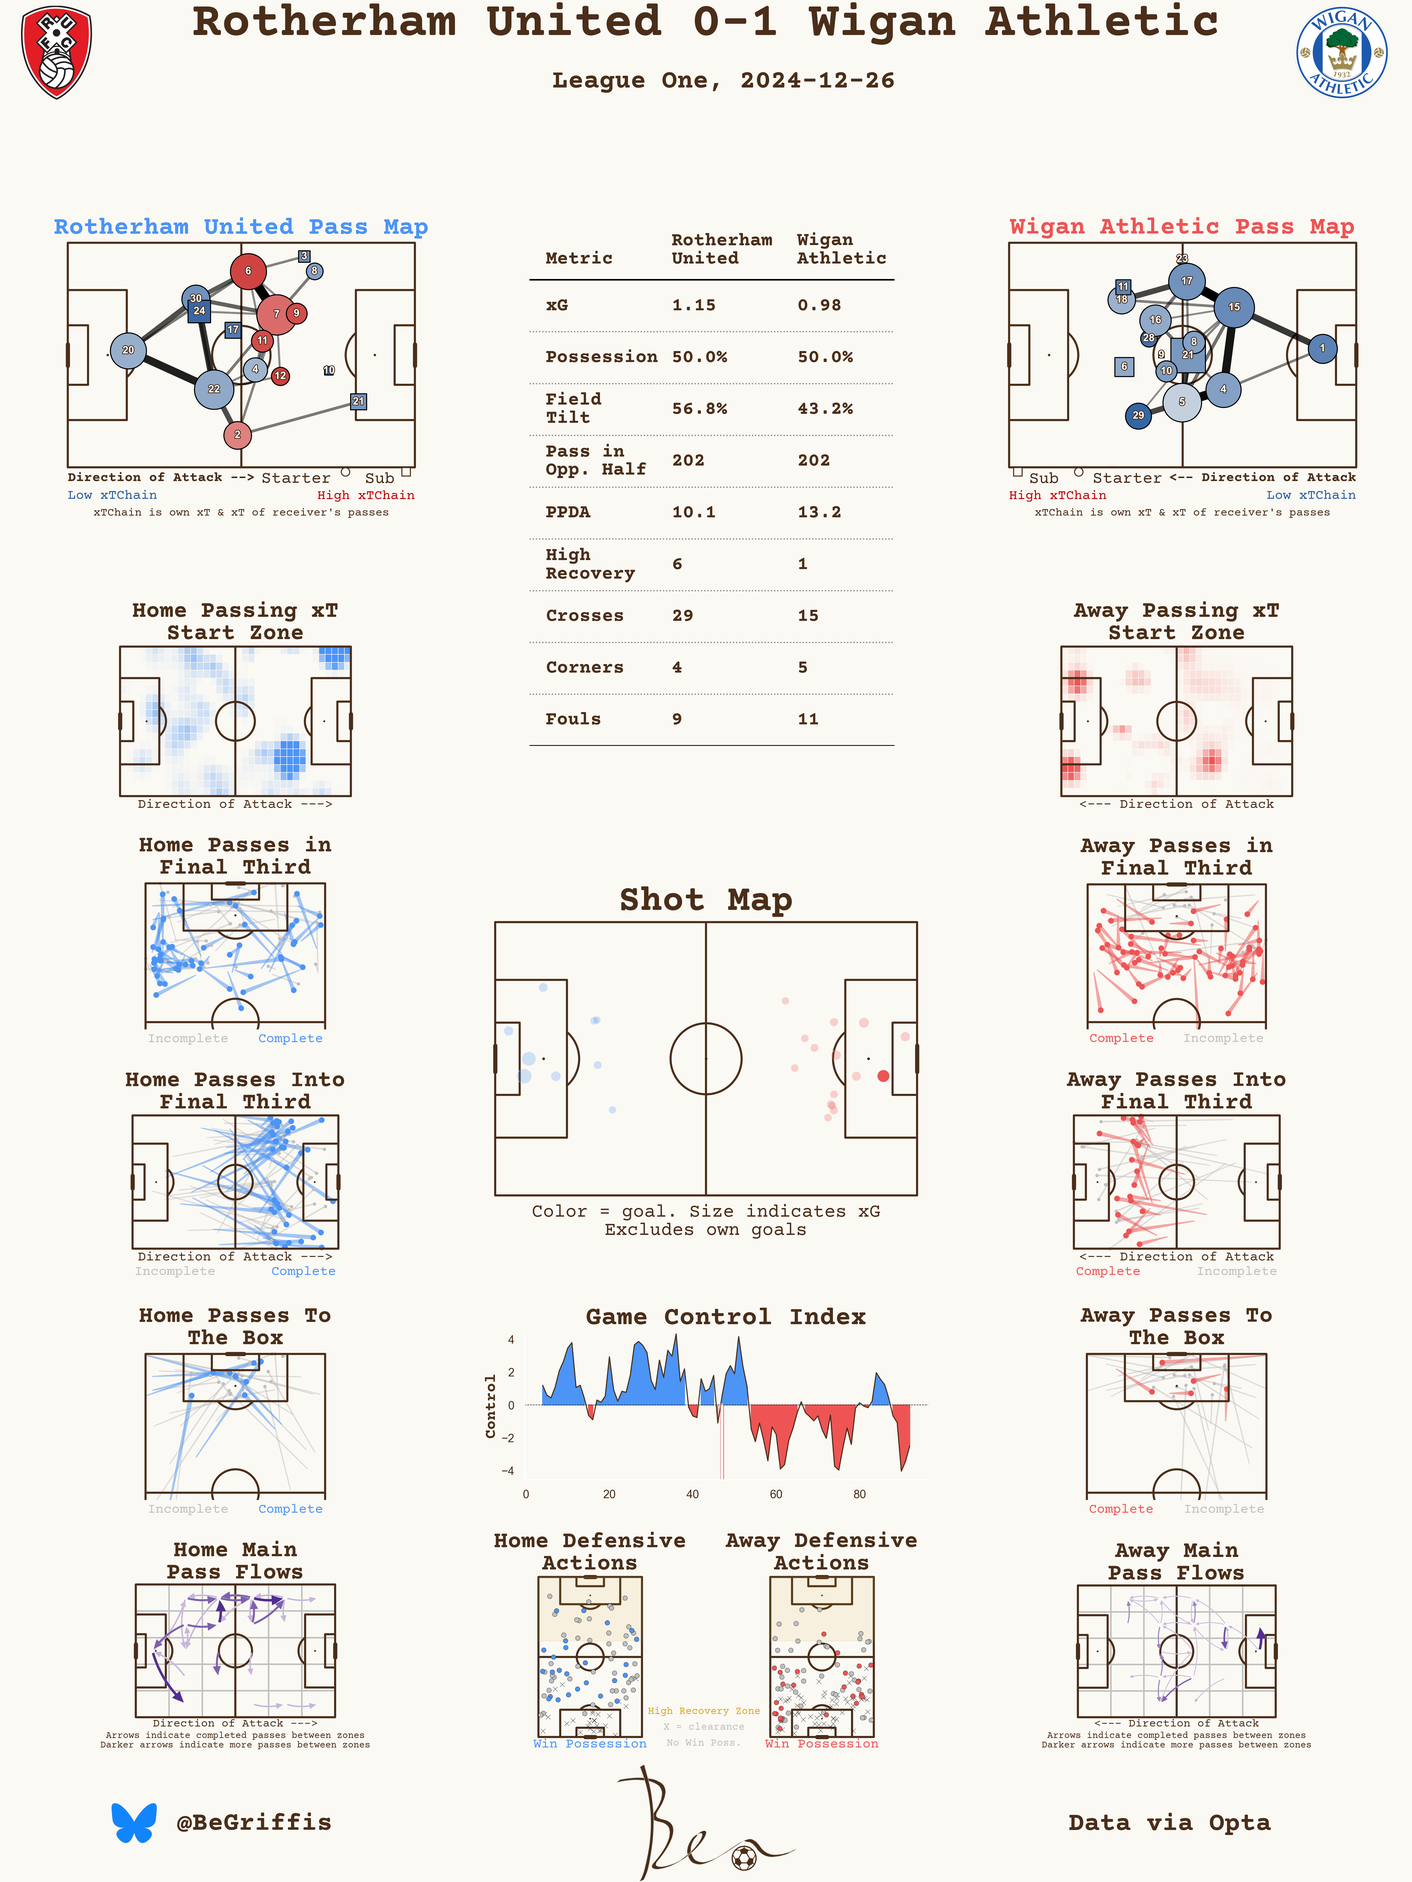 Rotherham United 0-1 Wigan Athletic
League One, 2024-12-26
RUFC
WIGAN
1932
ATHLETIC
Rotherham United Pass Map
3
6
8
30
24
7
9
17
11
20
4
12
10
22
21
2
Direction of Attack --> Starter Sub
Low xTChain High xTChain
xTChain is own xT & xT of receiver's passes
Metric Rotherham United Wigan Athletic
xG 1.15 0.98
Possession 50.0% 50.0%
Field Tilt 56.8% 43.2%
Pass in Opp. Half 202 202
PPDA 10.1 13.2
High Recovery 6 1
Crosses 29 15
Corners 4 5
Fouls 9 11
Wigan Athletic Pass Map
23
17
11
18
15
16
28
8
1
9
21
6
10
4
5
29
Sub Starter <-- Direction of Attack
High xTChain Low xTChain
xTChain is own xT & xT of receiver's passes
Home Passing xT
Start Zone
Direction of Attack --->
Away Passing xT
Start Zone
<--- Direction of Attack
Home Passes in
Final Third
Incomplete Complete
Away Passes in
Final Third
Complete Incomplete
Shot Map
Color = goal. Size indicates xG
Excludes own goals
Home Passes Into
Final Third
Direction of Attack --->
Incomplete Complete
Away Passes Into
Final Third
<--- Direction of Attack
Complete Incomplete
Home Passes To
The Box
Incomplete Complete
Game Control Index
Control
4
2
0
−2
−4
0 20 40 60 80
Away Passes To
The Box
Complete Incomplete
Home Main
Pass Flows
Direction of Attack --->
Arrows indicate completed passes between zones
Darker arrows indicate more passes between zones
Home Defensive
Actions
Win Possession
High Recovery Zone
X = clearance
No Win Poss.
Away Defensive
Actions
Win Possession
Away Main
Pass Flows
<--- Direction of Attack
Arrows indicate completed passes between zones
Darker arrows indicate more passes between zones
@BeGriffis
Ben
Data via Opta